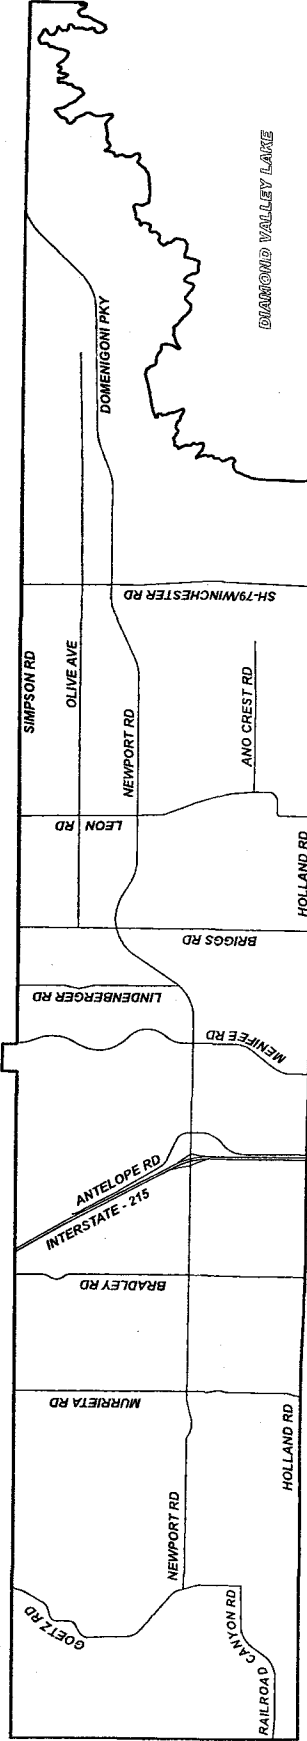 DIAMOND VALLEY LAKE
DOMENIGONI PKY
SH-79/WINCHESTER RD
SIMPSON RD
OLIVE AVE
NEWPORT RD
ANO CREST RD
LEON RD
HOLLAND RD
BRIGGS RD
LINDENBERGER RD
MENIFEE RD
ANTELOPE RD
INTERSTATE - 215
BRADLEY RD
MURRIETA RD
HOLLAND RD
NEWPORT RD
GOETZ RD
RAILROAD CANYON RD